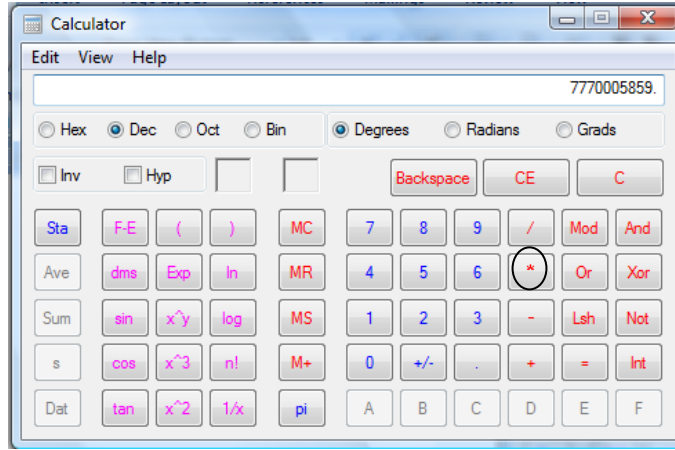 Calculator
Edit View Help
7770005859.
Hex Dec Oct Bin Degrees Radians Grads
Inv Hyp Backspace CE C
Sta F-E ( ) MC 7 8 9 / Mod And
Ave dms Exp ln MR 4 5 6 * Or Xor
Sum sin x^y log MS 1 2 3 - Lsh Not
s cos x^3 n! M+ 0 +/- . + = Int
Dat tan x^2 1/x pi A B C D E F